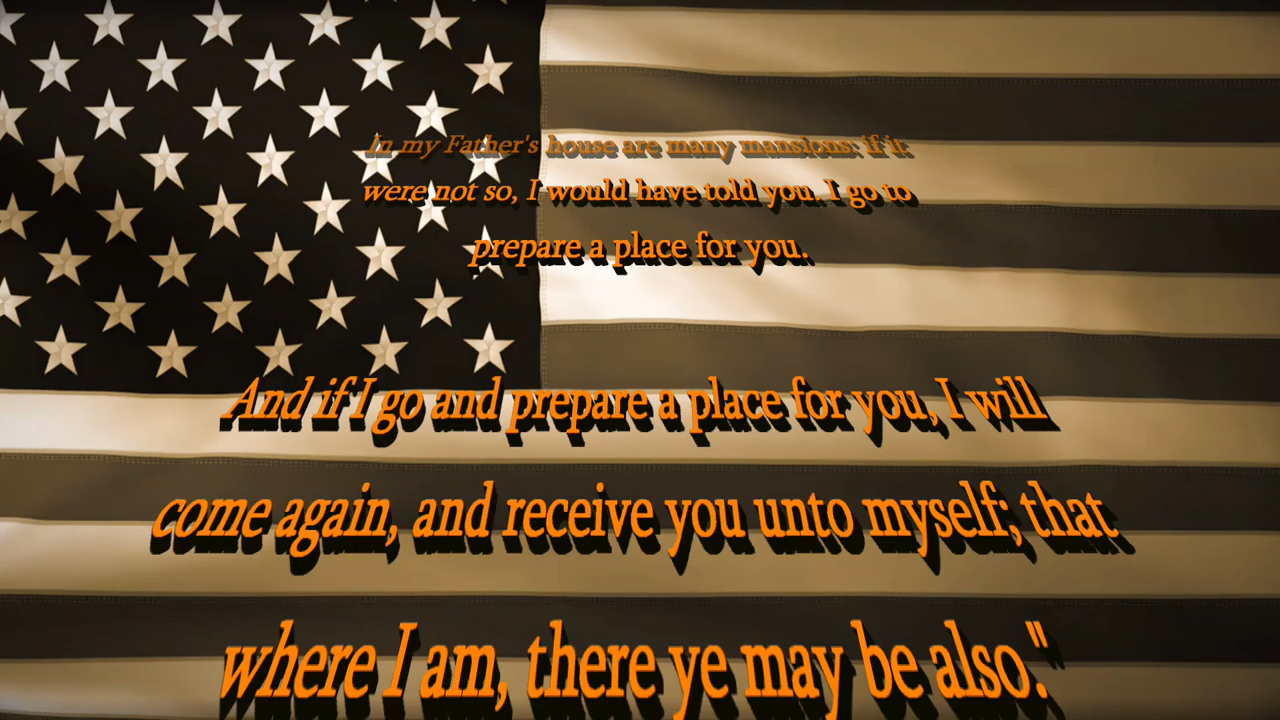 In my Father's house are many mansions: if it
were not so, I would have told you. I go to
prepare a place for you.
And if I go and prepare a place for you, I will
come again, and receive you unto myself; that
where I am, there ye may be also."